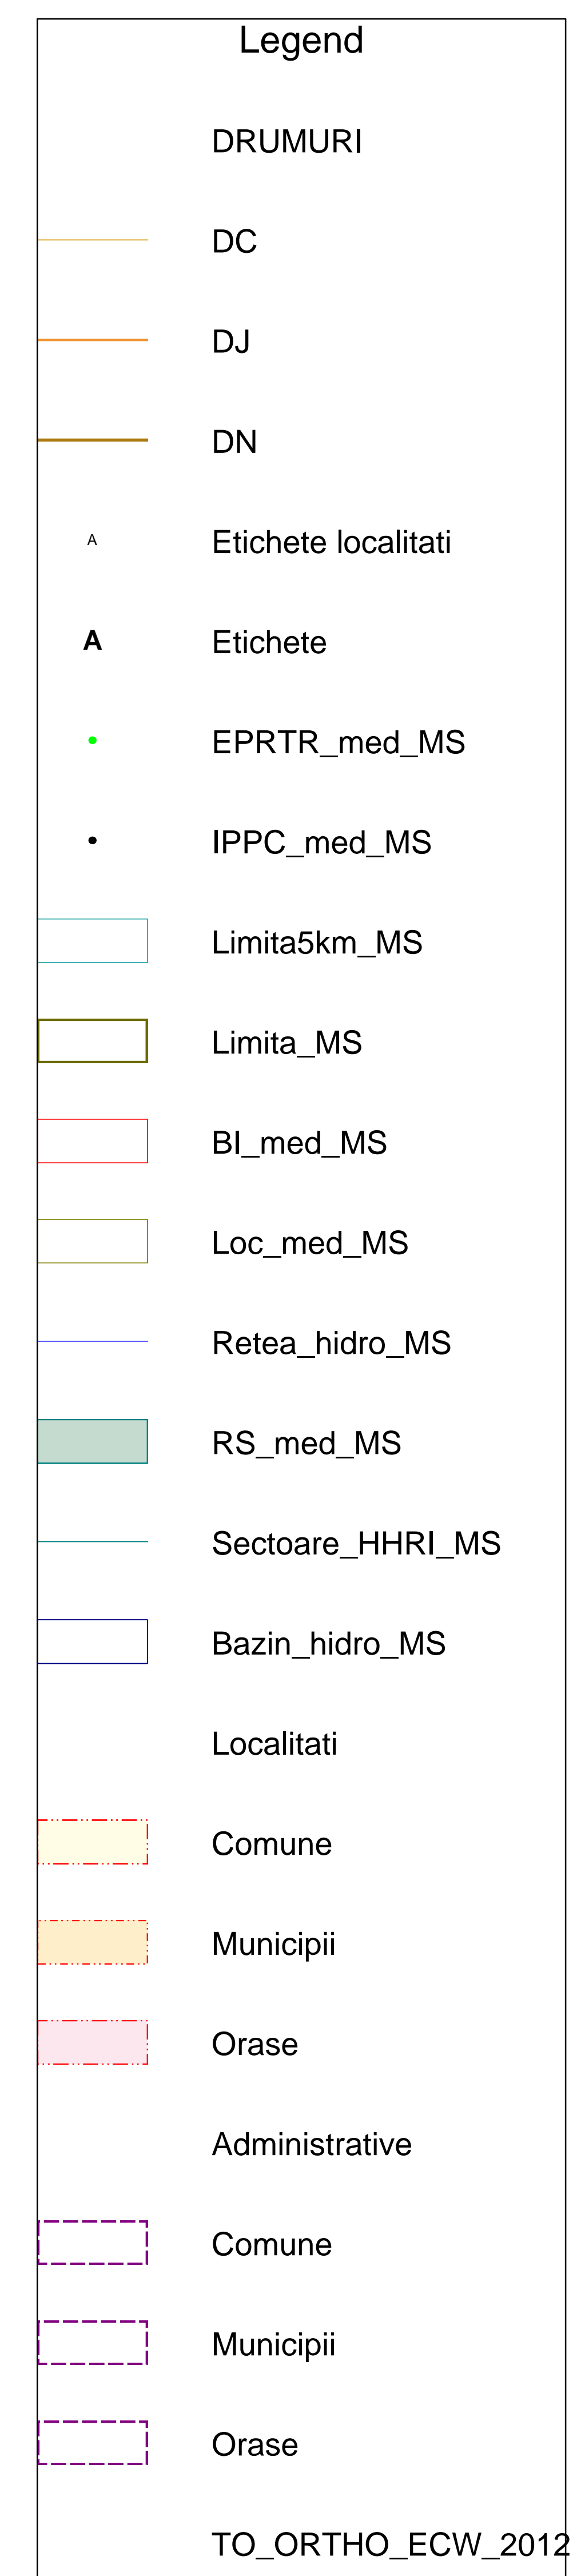 Legend
DRUMURI
DC
DJ
DN
A Etichete localitati
A Etichete
EPRTR_med_MS
IPPC_med_MS
Limita5km_MS
Limita_MS
BI_med_MS
Loc_med_MS
Retea_hidro_MS
RS_med_MS
Sectoare_HHRI_MS
Bazin_hidro_MS
Localitati
Comune
Municipii
Orase
Administrative
Comune
Municipii
Orase
TO_ORTHO_ECW_2012